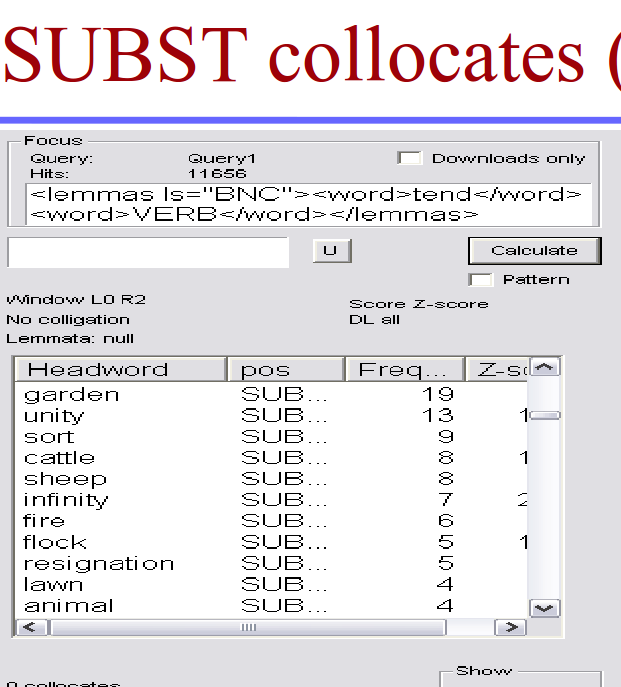 SUBST collocates (
Focus
Query: Query1 Downloads only
Hits: 11656
<lemmas ls="BNC"><word>tend</word>
<word>VERB</word></lemmas>
U Calculate
Pattern
Window L0 R2 Score Z-score
No colligation DL all
Lemmata: null
Headword pos Freq... Z-sc
garden SUB... 19
unity SUB... 13 1
sort SUB... 9
cattle SUB... 8 1
sheep SUB... 8
infinity SUB... 7 2
fire SUB... 6
flock SUB... 5 1
resignation SUB... 5
lawn SUB... 4
animal SUB... 4
Show
0 collocates